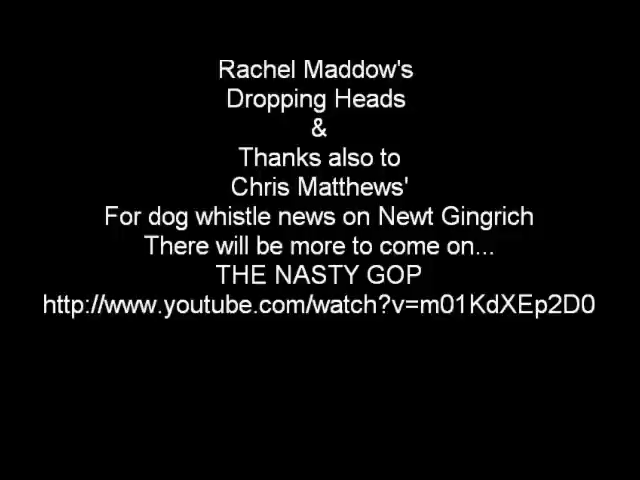 Rachel Maddow's
Dropping Heads
&
Thanks also to
Chris Matthews'
For dog whistle news on Newt Gingrich
There will be more to come on...
THE NASTY GOP
http://www.youtube.com/watch?v=m01KdXEp2D0